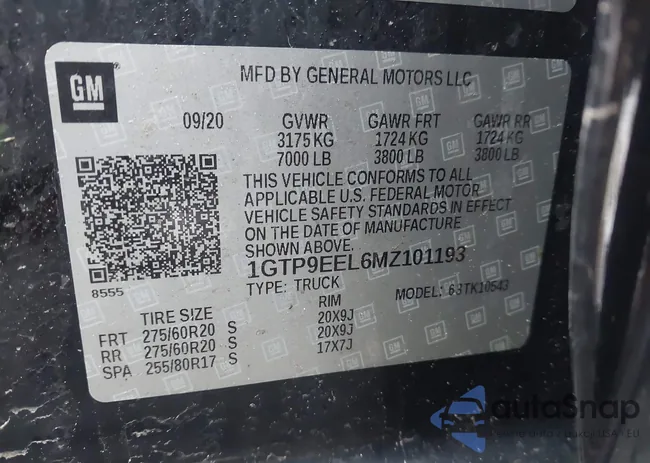 GM
MFD BY GENERAL MOTORS LLC
09/20 GVWR GAWR FRT GAWR RR
3175 KG 1724 KG 1724 KG
7000 LB 3800 LB 3800 LB
THIS VEHICLE CONFORMS TO ALL
APPLICABLE U.S. FEDERAL MOTOR
VEHICLE SAFETY STANDARDS IN EFFECT
ON THE DATE OF MANUFACTURE
SHOWN ABOVE.
8555
1GTP9EEL6MZ101193
TYPE: TRUCK MODEL: 63TK10543
TIRE SIZE RIM
FRT 275/60R20 S 20X9J
RR 275/60R20 S 20X9J
SPA 255/80R17 S 17X7J
autoSnap